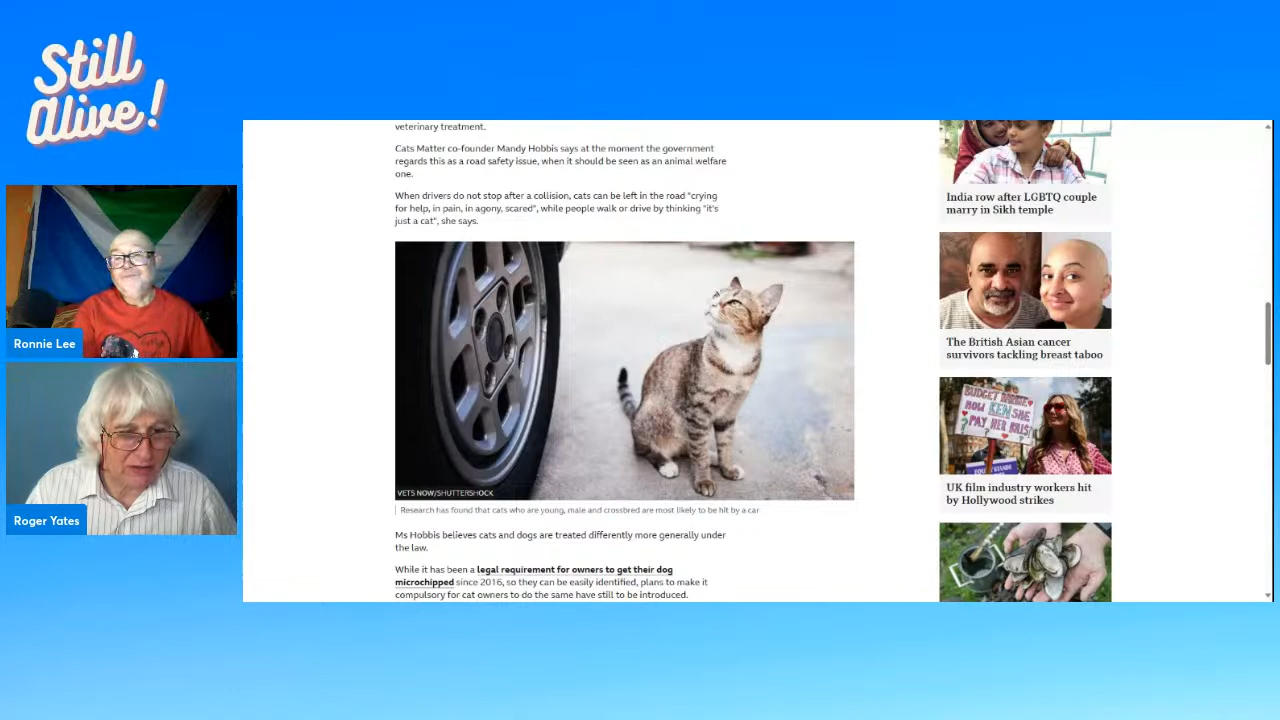 Still
Alive!
Ronnie Lee
Roger Yates
veterinary treatment.
Cats Matter co-founder Mandy Hobbis says at the moment the government
regards this as a road safety issue, when it should be seen as an animal welfare
one.
When drivers do not stop after a collision, cats can be left in the road "crying
for help, in pain, in agony, scared", while people walk or drive by thinking "it's
just a cat", she says.
VETS NOW/SHUTTERSHOCK
Research has found that cats who are young, male and crossbred are most likely to be hit by a car
Ms Hobbis believes cats and dogs are treated differently more generally under
the law.
While it has been a legal requirement for owners to get their dog
microchipped since 2016, so they can be easily identified, plans to make it
compulsory for cat owners to do the same have still to be introduced.
India row after LGBTQ couple
marry in Sikh temple
The British Asian cancer
survivors tackling breast taboo
BUDGET BARBIE
HOW KEN SHE
PAY HER BILLS?
UK film industry workers hit
by Hollywood strikes